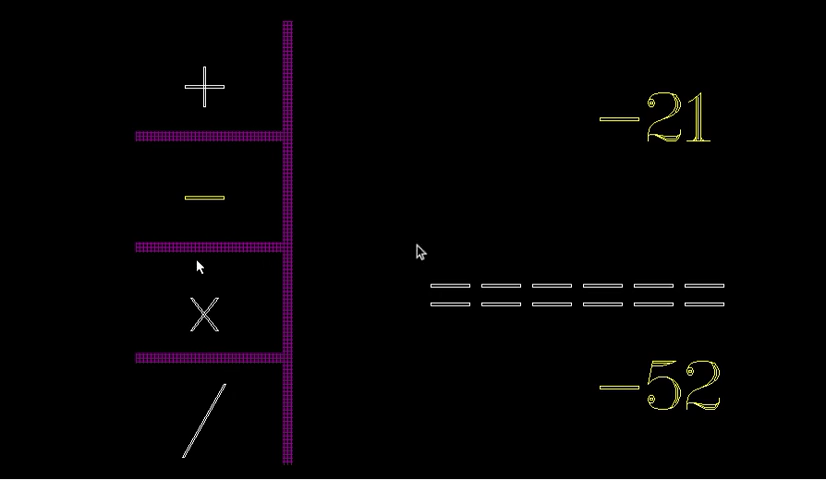 +
−
x
/
−21
= = = = = =
−52